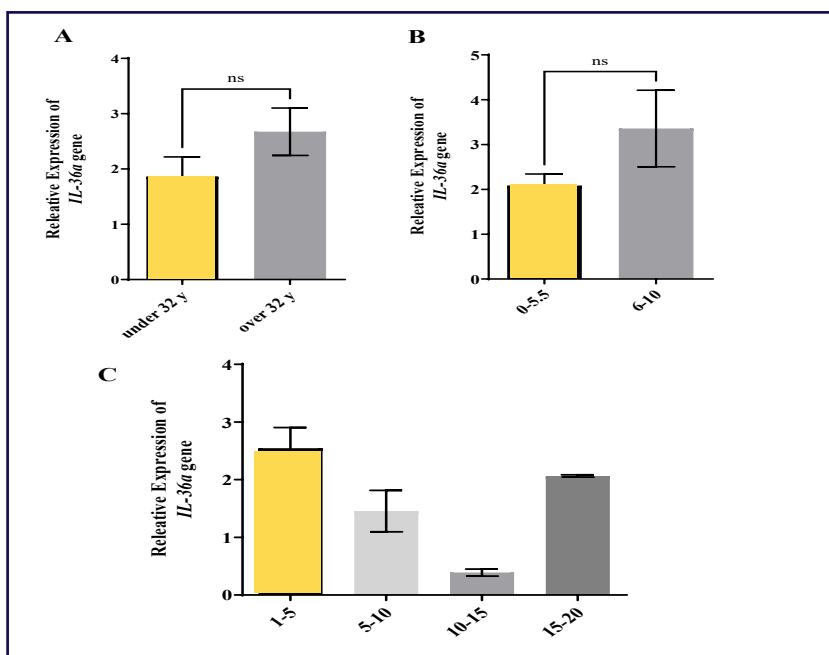 A
Releative Expression of
IL-36a gene
4
3
2
1
0
ns
under 32 y
over 32 y
B
Releative Expression of
IL-36a gene
5
4
3
2
1
0
ns
0-5.5
6-10
C
Releative Expression of
IL-36a gene
4
3
2
1
0
1-5
5-10
10-15
15-20